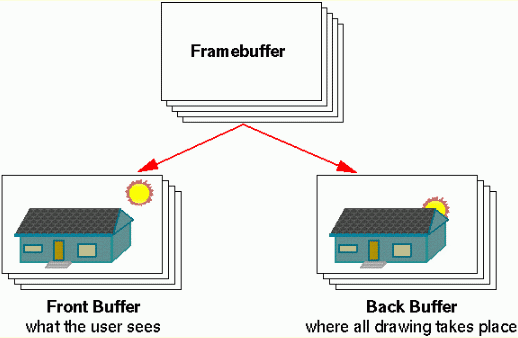 Framebuffer
Front Buffer
what the user sees
Back Buffer
where all drawing takes place